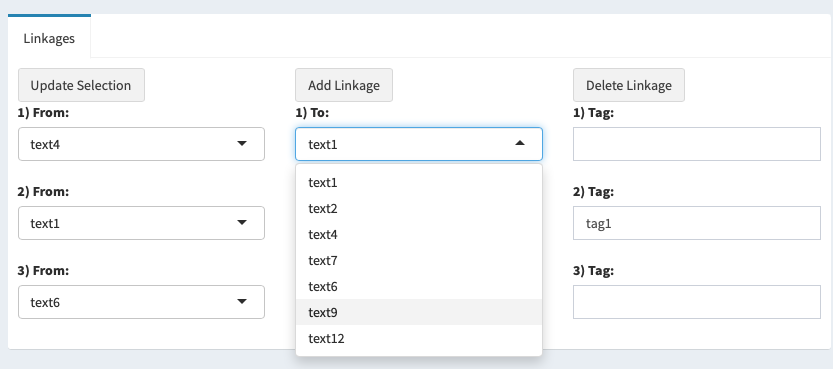 Linkages
Update Selection
Add Linkage
Delete Linkage
1) From:
1) To:
1) Tag:
text4
text1
text1
text2
text4
text7
text6
text9
text12
2) From:
2) Tag:
text1
tag1
3) From:
3) Tag:
text6